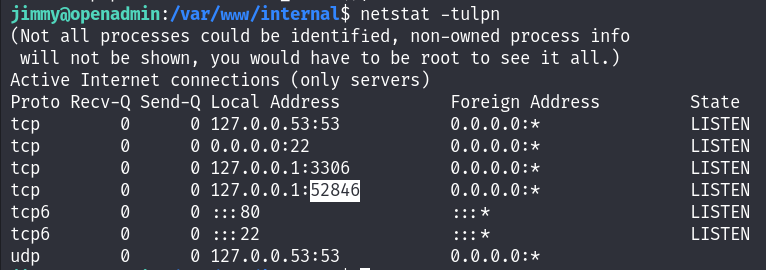 jimmy@openadmin:/var/www/internal$ netstat -tulpn
(Not all processes could be identified, non-owned process info
 will not be shown, you would have to be root to see it all.)
Active Internet connections (only servers)
Proto Recv-Q Send-Q Local Address           Foreign Address         State
tcp        0      0 127.0.0.53:53           0.0.0.0:*               LISTEN
tcp        0      0 0.0.0.0:22              0.0.0.0:*               LISTEN
tcp        0      0 127.0.0.1:3306          0.0.0.0:*               LISTEN
tcp        0      0 127.0.0.1:52846         0.0.0.0:*               LISTEN
tcp6       0      0 :::80                   :::*                    LISTEN
tcp6       0      0 :::22                   :::*                    LISTEN
udp        0      0 127.0.0.53:53           0.0.0.0:*